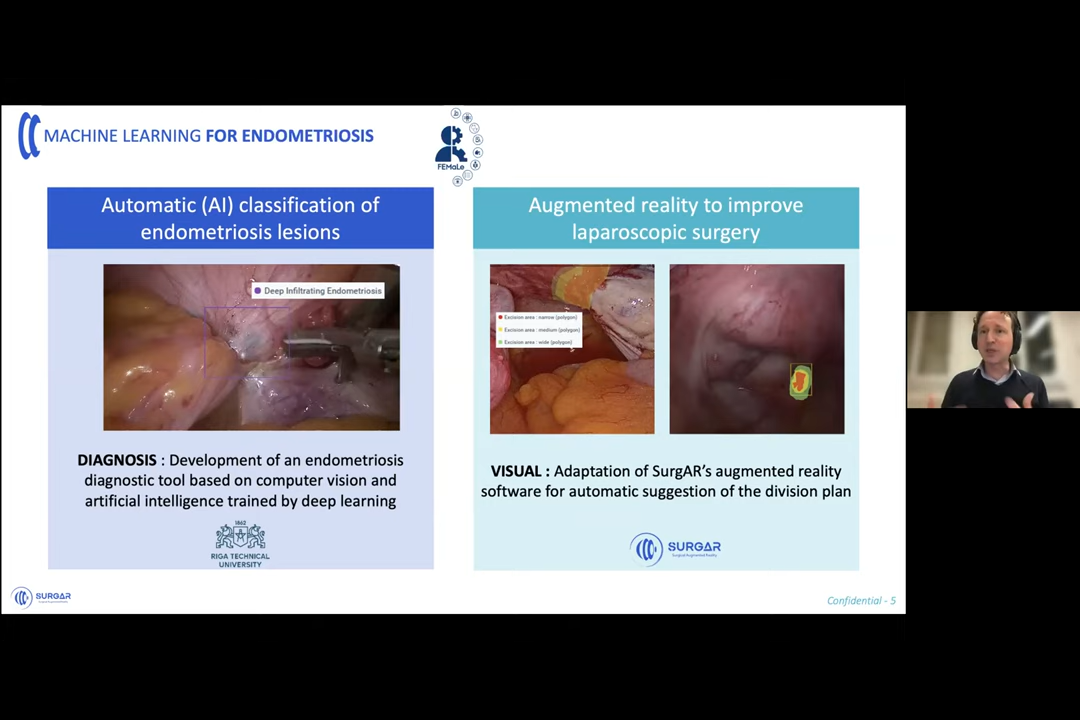 MACHINE LEARNING FOR ENDOMETRIOSIS
FEMaLe
Automatic (AI) classification of
endometriosis lesions
Deep Infiltrating Endometriosis
DIAGNOSIS : Development of an endometriosis
diagnostic tool based on computer vision and
artificial intelligence trained by deep learning
1862
RIGA TECHNICAL
UNIVERSITY
Augmented reality to improve
laparoscopic surgery
Excision area : narrow (polygon)
Excision area : medium (polygon)
Excision area : wide (polygon)
VISUAL : Adaptation of SurgAR's augmented reality
software for automatic suggestion of the division plan
SURGAR
Surgical Augmented Reality
SURGAR
Confidential - 5